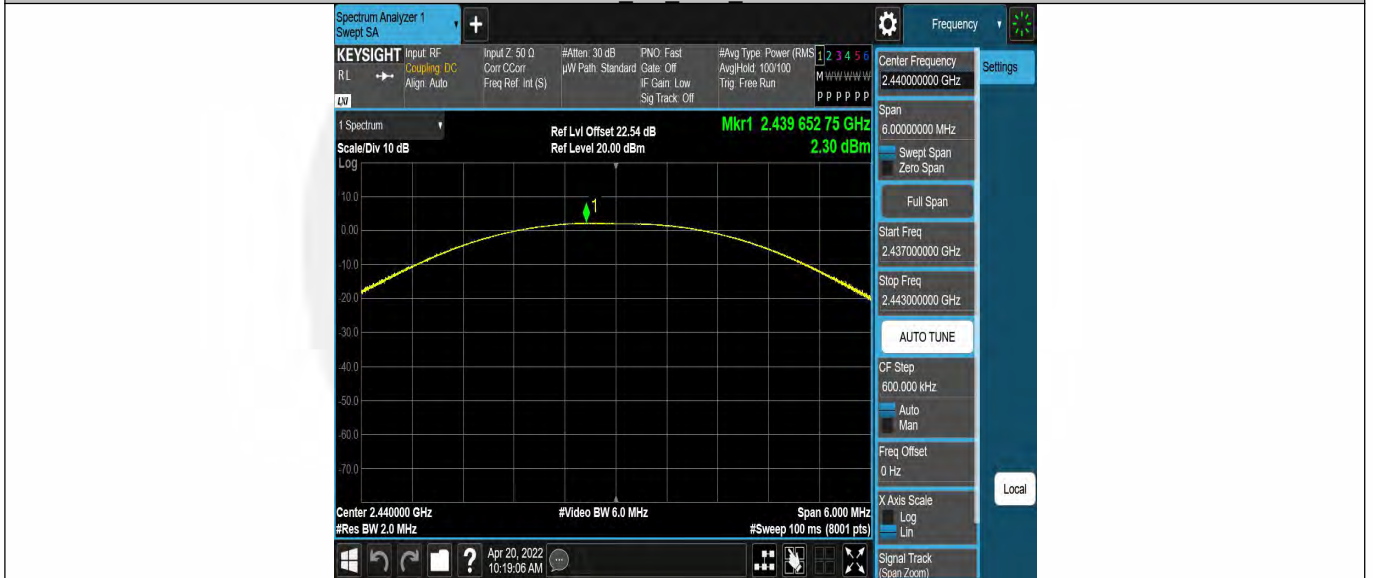 Spectrum Analyzer 1
Swept SA
+
Frequency
KEYSIGHT
RL
LXI
Input: RF
Coupling: DC
Align: Auto
Input Z: 50 Ω
Corr CCorr
Freq Ref: Int (S)
#Atten: 30 dB
µW Path: Standard
PNO: Fast
Gate: Off
IF Gain: Low
Sig Track: Off
#Avg Type: Power (RMS
Avg|Hold: 100/100
Trig: Free Run
1 2 3 4 5 6
M W W W W W
P P P P P P
1 Spectrum
Scale/Div 10 dB
Log
Ref Lvl Offset 22.54 dB
Ref Level 20.00 dBm
Mkr1 2.439 652 75 GHz
2.30 dBm
1
10.0
0.00
-10.0
-20.0
-30.0
-40.0
-50.0
-60.0
-70.0
Center 2.440000 GHz
#Res BW 2.0 MHz
#Video BW 6.0 MHz
Span 6.000 MHz
#Sweep 100 ms (8001 pts)
Center Frequency
2.440000000 GHz
Settings
Span
6.00000000 MHz
Swept Span
Zero Span
Full Span
Start Freq
2.437000000 GHz
Stop Freq
2.443000000 GHz
AUTO TUNE
CF Step
600.000 kHz
Auto
Man
Freq Offset
0 Hz
X Axis Scale
Log
Lin
Local
Signal Track
(Span Zoom)
?
Apr 20, 2022
10:19:06 AM